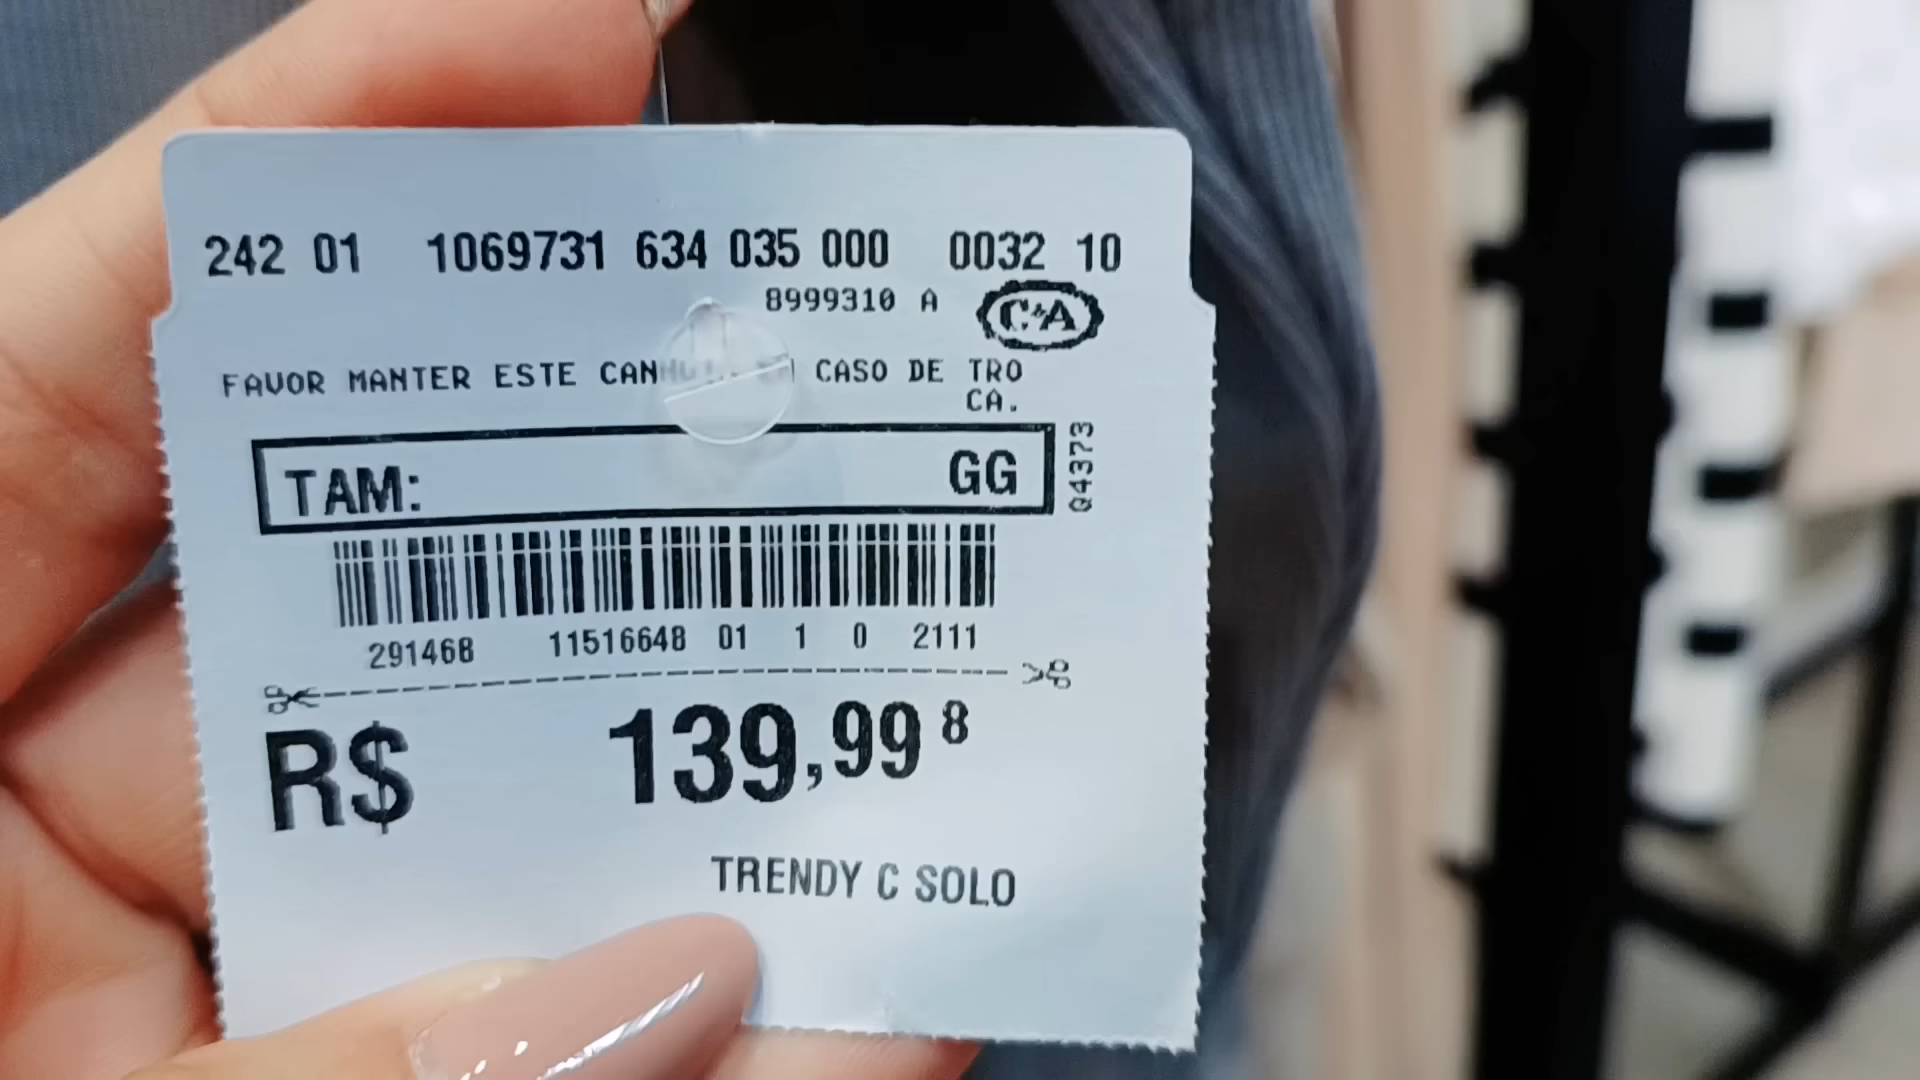 242 01 1069731 634 035 000 0032 10
8999310 A C&A
FAVOR MANTER ESTE CASO DE TRO
CA.
TAM: GG
Q4373
291468 11516648 01 1 0 2111
R$ 139,99 8
TRENDY C SOLO